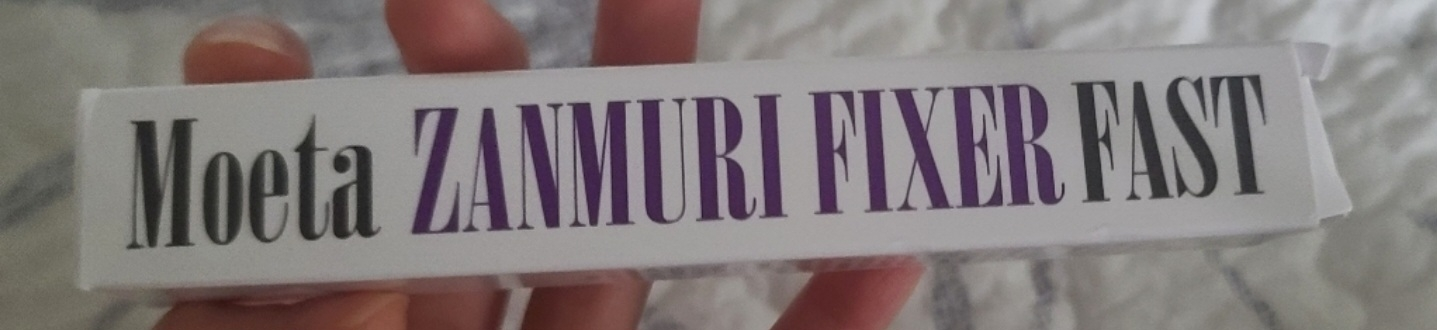 Moeta ZANMURI FIXER FAST